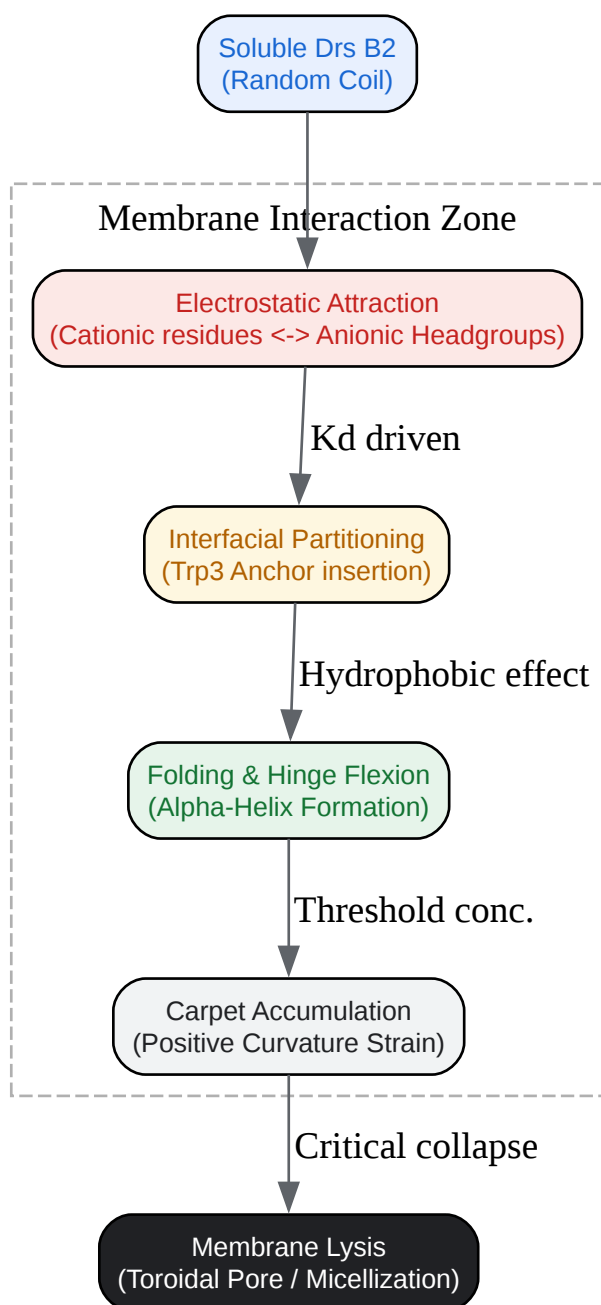 Soluble Drs B2
(Random Coil)
Membrane Interaction Zone
Electrostatic Attraction
(Cationic residues <-> Anionic Headgroups)
Kd driven
Interfacial Partitioning
(Trp3 Anchor insertion)
Hydrophobic effect
Folding & Hinge Flexion
(Alpha-Helix Formation)
Threshold conc.
Carpet Accumulation
(Positive Curvature Strain)
Critical collapse
Membrane Lysis
(Toroidal Pore / Micellization)